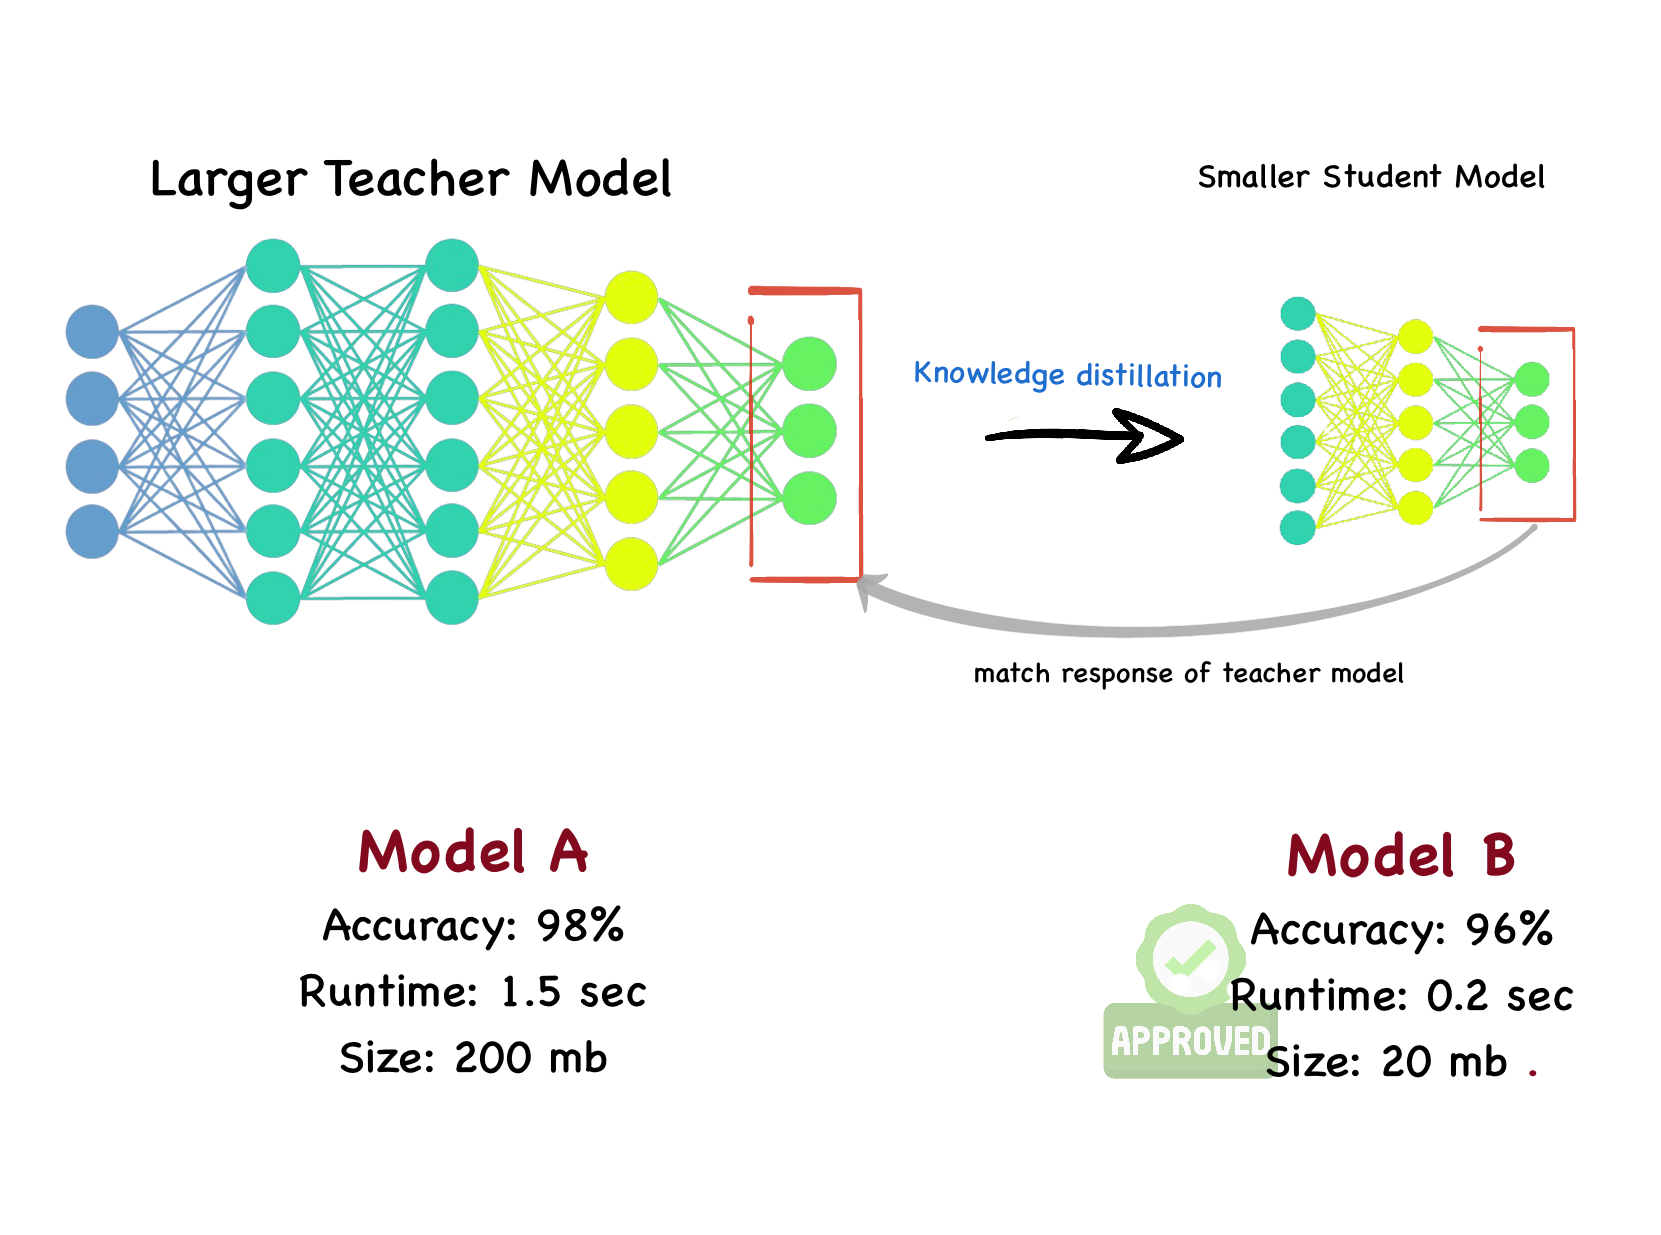 Larger Teacher Model
Smaller Student Model
Knowledge distillation
match response of teacher model
Model A
Accuracy: 98%
Runtime: 1.5 sec
Size: 200 mb
Model B
Accuracy: 96%
Runtime: 0.2 sec
Size: 20 mb .
APPROVED